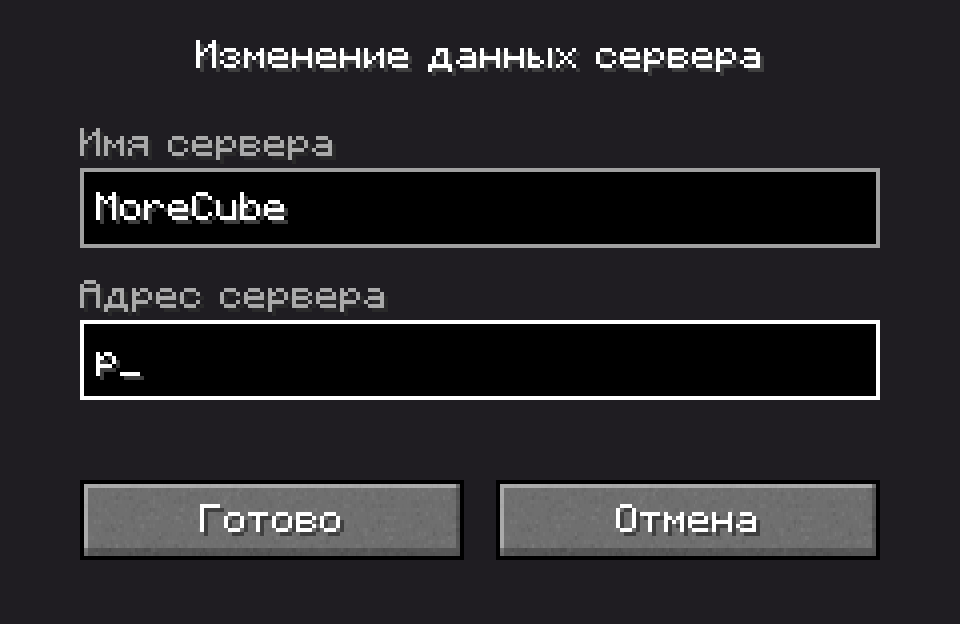 Изменение данных сервера
Имя сервера
MoreCube
Адрес сервера
p_
Готово
Отмена